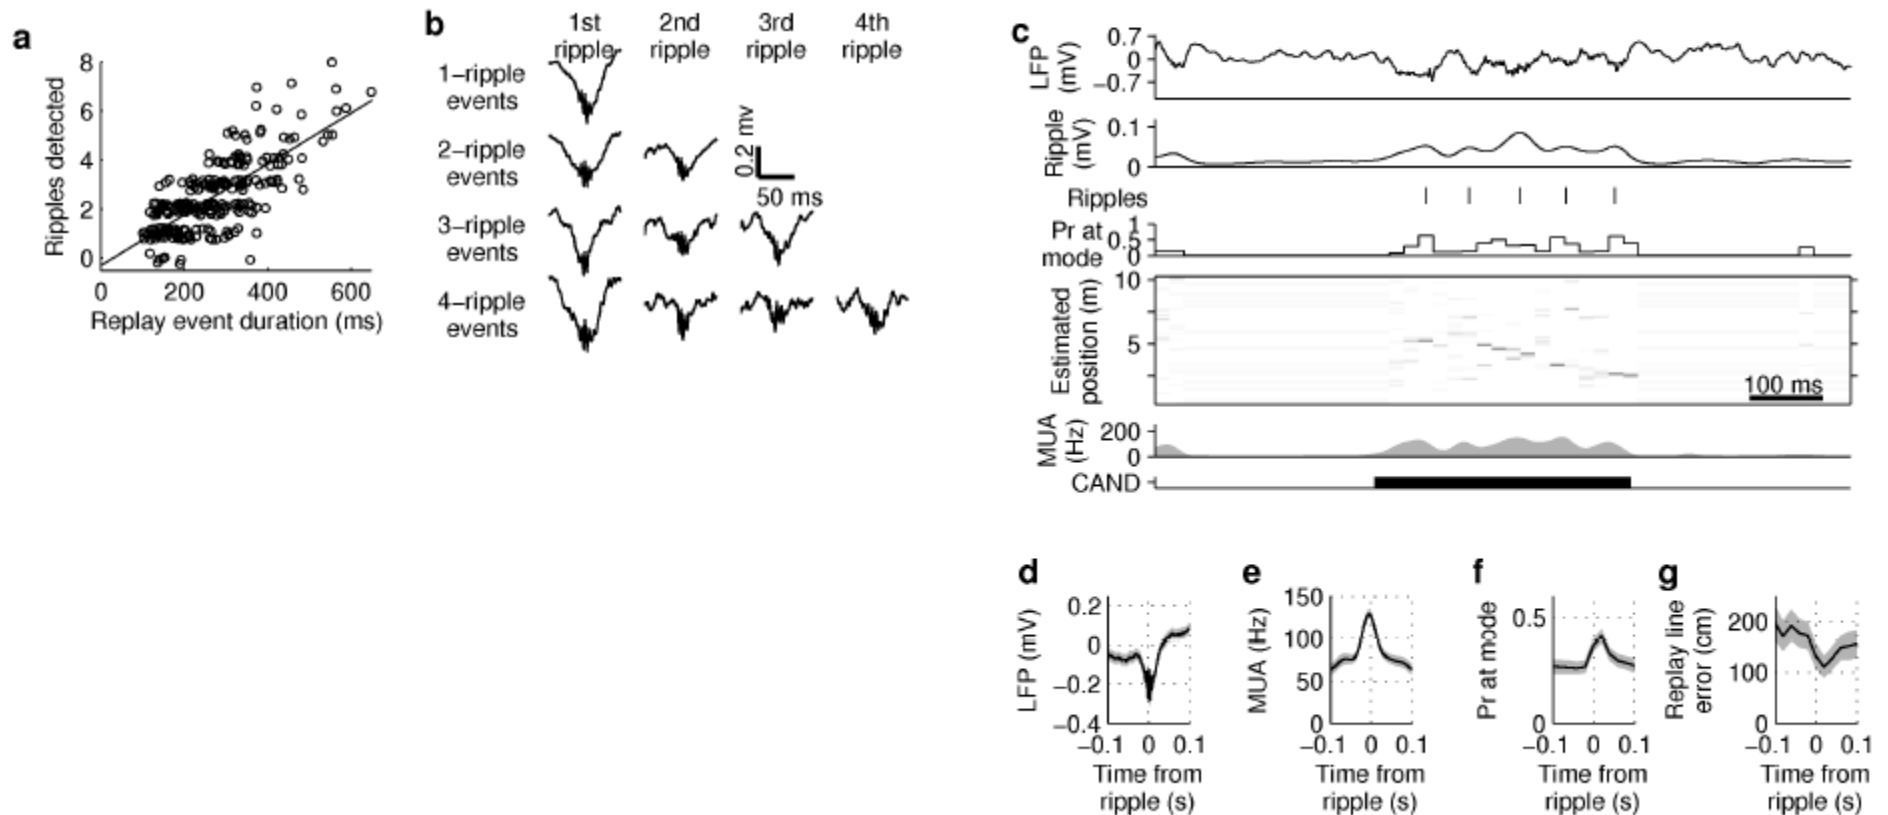 a
Ripples detected
8
6
4
2
0
0 200 400 600
Replay event duration (ms)
b
1st ripple
2nd ripple
3rd ripple
4th ripple
1−ripple events
2−ripple events
3−ripple events
4−ripple events
0.2 mv
50 ms
c
LFP (mV)
0.7
0
−0.7
Ripple (mV)
0.1
0
Ripples
Pr at mode
1
0.5
0
Estimated position (m)
10
5
100 ms
MUA (Hz)
200
0
CAND
d
LFP (mV)
0.2
0
−0.2
−0.4
−0.1 0 0.1
Time from ripple (s)
e
MUA (Hz)
150
100
50
0
−0.1 0 0.1
Time from ripple (s)
f
Pr at mode
0.5
0
−0.1 0 0.1
Time from ripple (s)
g
Replay line error (cm)
200
100
0
−0.1 0 0.1
Time from ripple (s)